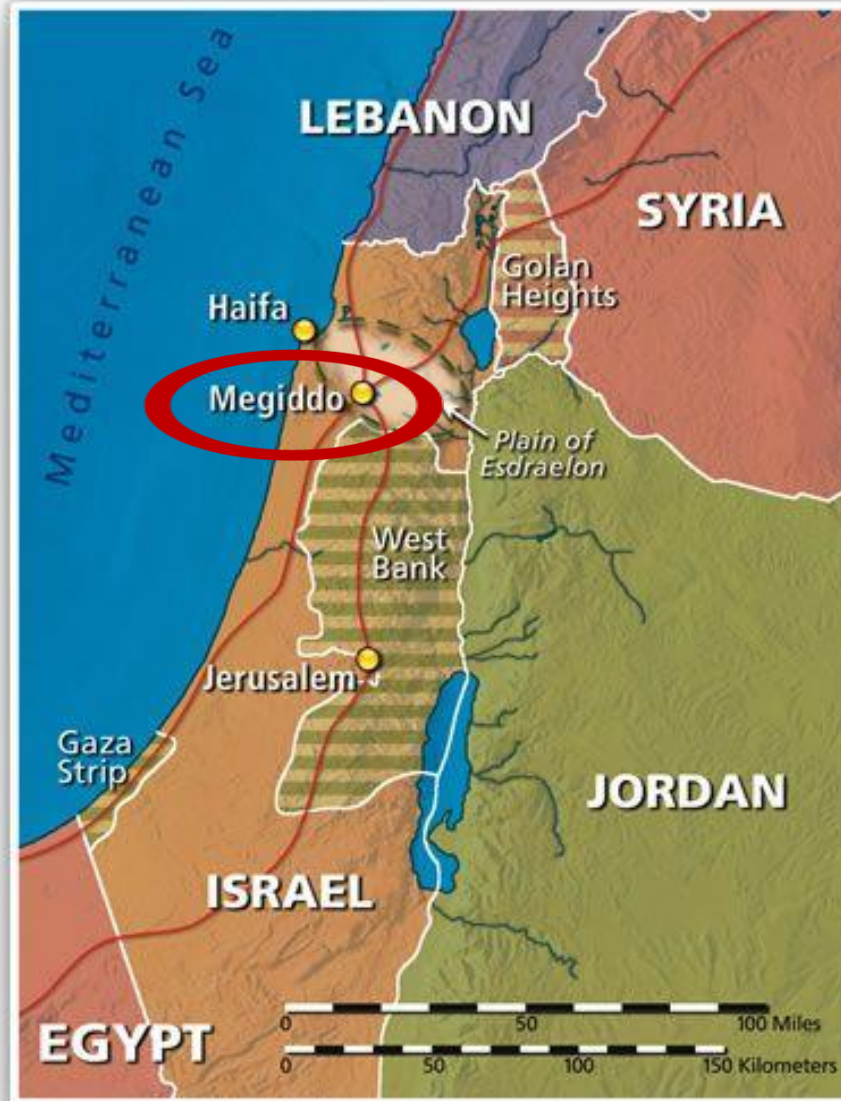 Mediterranean Sea
LEBANON
SYRIA
Golan
Heights
Haifa
Megiddo
Plain of
Esdraelon
West
Bank
Jerusalem
Gaza
Strip
JORDAN
ISRAEL
EGYPT
0 50 100 Miles
0 50 100 150 Kilometers